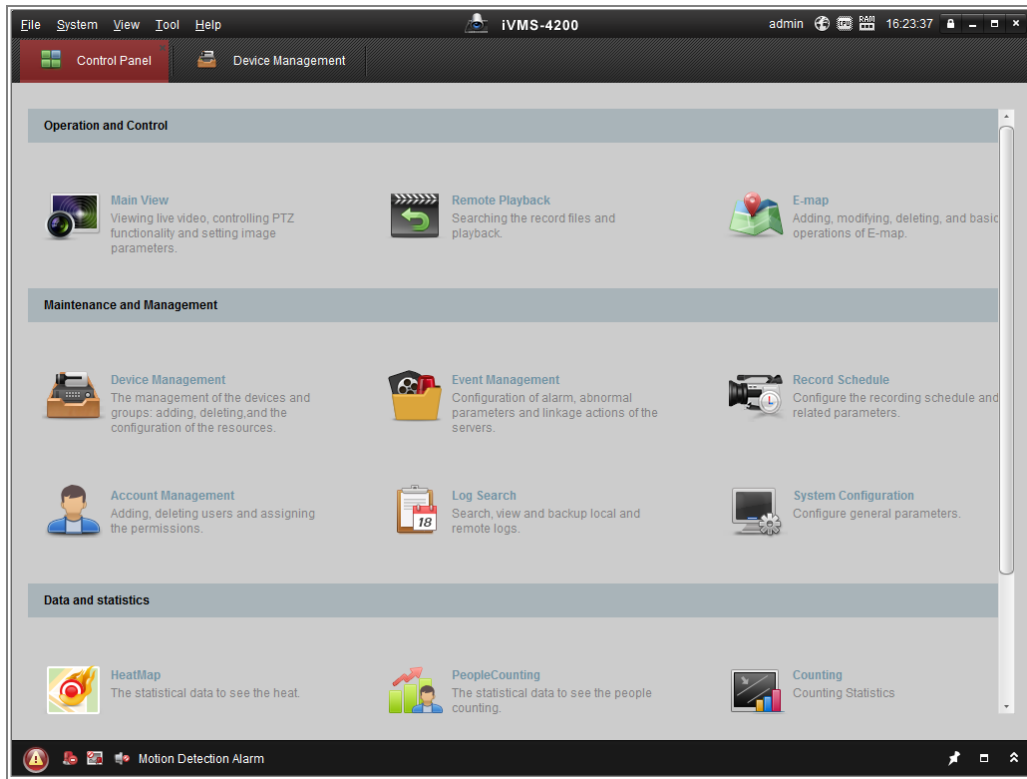 File System View Tool Help iVMS-4200 admin CPU RAM 16:23:37
Control Panel Device Management
Operation and Control
Main View
Viewing live video, controlling PTZ
functionality and setting image
parameters.
Remote Playback
Searching the record files and
playback.
E-map
Adding, modifying, deleting, and basic
operations of E-map.
Maintenance and Management
Device Management
The management of the devices and
groups: adding, deleting,and the
configuration of the resources.
Event Management
Configuration of alarm, abnormal
parameters and linkage actions of the
servers.
Record Schedule
Configure the recording schedule and
related parameters.
Account Management
Adding, deleting users and assigning
the permissions.
Log Search
Search, view and backup local and
remote logs.
18
System Configuration
Configure general parameters.
Data and statistics
HeatMap
The statistical data to see the heat.
PeopleCounting
The statistical data to see the people
counting.
Counting
Counting Statistics
Motion Detection Alarm